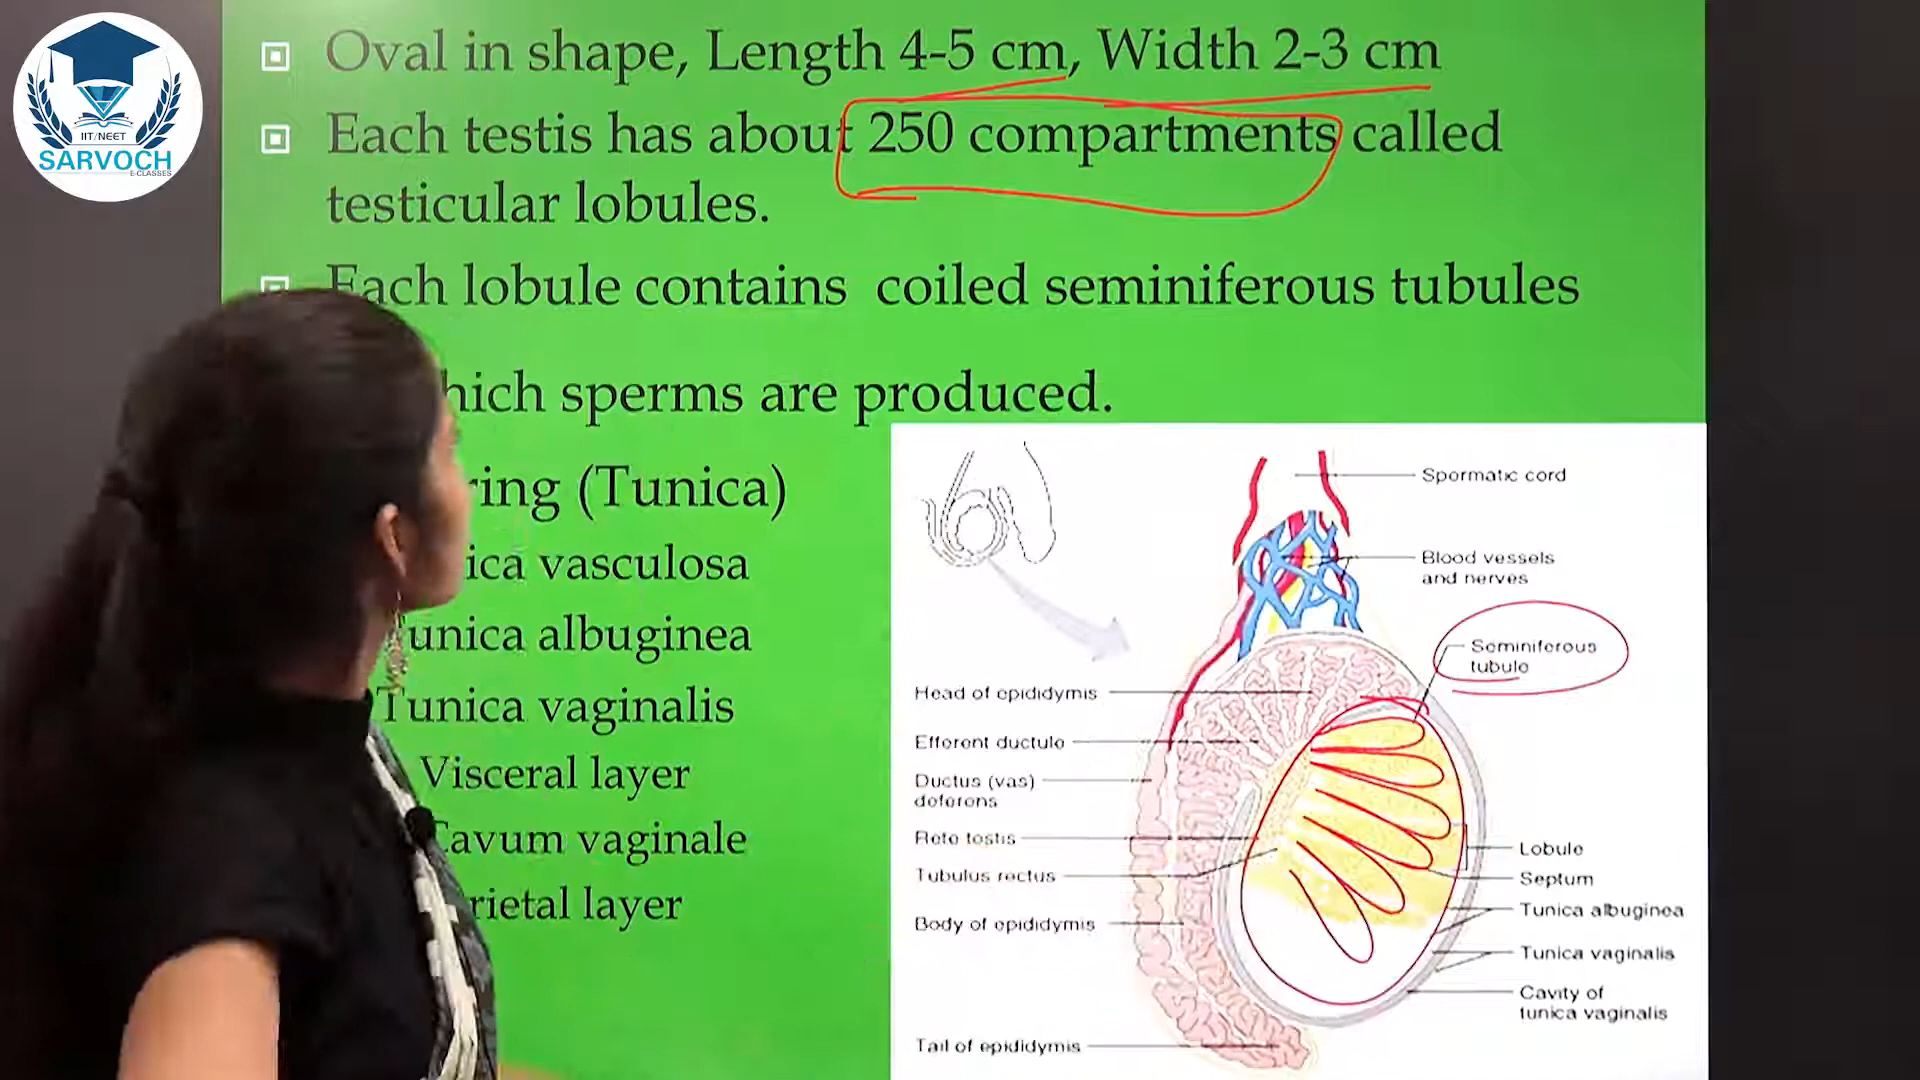 IIT/NEET
SARVOCH
E-CLASSES
Oval in shape, Length 4-5 cm, Width 2-3 cm
Each testis has about 250 compartments called
testicular lobules.
Each lobule contains coiled seminiferous tubules
hich sperms are produced.
ring (Tunica)
ica vasculosa
Tunica albuginea
Tunica vaginalis
Visceral layer
Cavum vaginale
rietal layer
Spormatic cord
Blood vessels
and nerves
Seminiferous
tubule
Head of epididymis
Efferent ductule
Ductus (vas)
deferens
Rete testis
Tubulus rectus
Body of epididymis
Tail of epididymis
Lobule
Septum
Tunica albuginea
Tunica vaginalis
Cavity of
tunica vaginalis